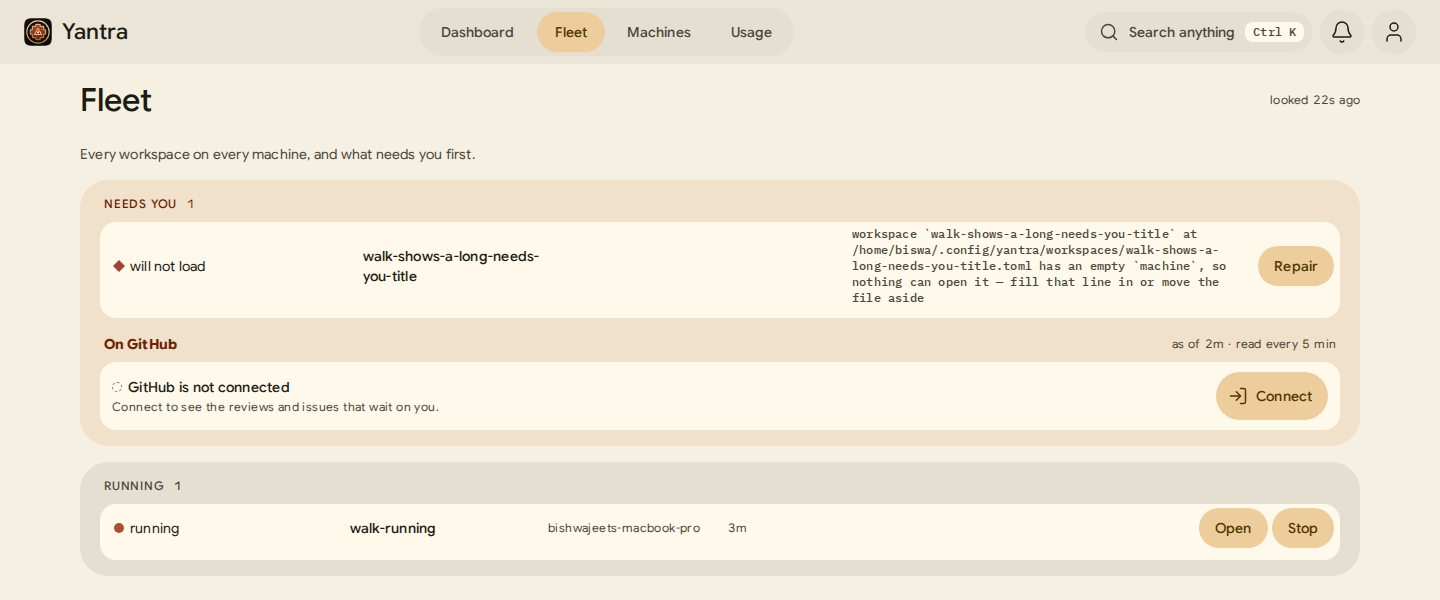 Yantra
Dashboard
Fleet
Machines
Usage
Search anything
Ctrl K
Fleet
looked 22s ago
Every workspace on every machine, and what needs you first.
NEEDS YOU 1
will not load
walk-shows-a-long-needs-
you-title
workspace `walk-shows-a-long-needs-you-title` at
/home/biswa/.config/yantra/workspaces/walk-shows-a-
long-needs-you-title.toml has an empty `machine`, so
nothing can open it — fill that line in or move the
file aside
Repair
On GitHub
as of 2m · read every 5 min
GitHub is not connected
Connect to see the reviews and issues that wait on you.
Connect
RUNNING 1
running
walk-running
bishwajeets-macbook-pro
3m
Open
Stop